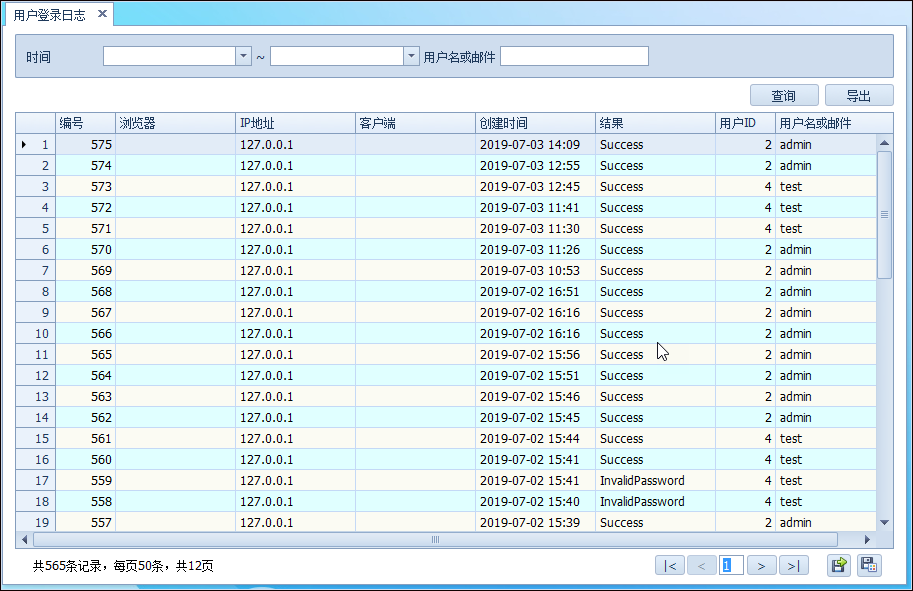 用户登录日志
时间 ~ 用户名或邮件
查询 导出
编号 浏览器 IP地址 客户端 创建时间 结果 用户ID 用户名或邮件
1 575 127.0.0.1 2019-07-03 14:09 Success 2 admin
2 574 127.0.0.1 2019-07-03 12:55 Success 2 admin
3 573 127.0.0.1 2019-07-03 12:45 Success 4 test
4 572 127.0.0.1 2019-07-03 11:41 Success 4 test
5 571 127.0.0.1 2019-07-03 11:30 Success 4 test
6 570 127.0.0.1 2019-07-03 11:26 Success 2 admin
7 569 127.0.0.1 2019-07-03 10:53 Success 2 admin
8 568 127.0.0.1 2019-07-02 16:51 Success 2 admin
9 567 127.0.0.1 2019-07-02 16:16 Success 2 admin
10 566 127.0.0.1 2019-07-02 16:16 Success 2 admin
11 565 127.0.0.1 2019-07-02 15:56 Success 2 admin
12 564 127.0.0.1 2019-07-02 15:51 Success 2 admin
13 563 127.0.0.1 2019-07-02 15:46 Success 2 admin
14 562 127.0.0.1 2019-07-02 15:45 Success 2 admin
15 561 127.0.0.1 2019-07-02 15:44 Success 4 test
16 560 127.0.0.1 2019-07-02 15:41 Success 4 test
17 559 127.0.0.1 2019-07-02 15:41 InvalidPassword 4 test
18 558 127.0.0.1 2019-07-02 15:40 InvalidPassword 4 test
19 557 127.0.0.1 2019-07-02 15:39 Success 2 admin
共565条记录，每页50条，共12页 |< < 1 > >|